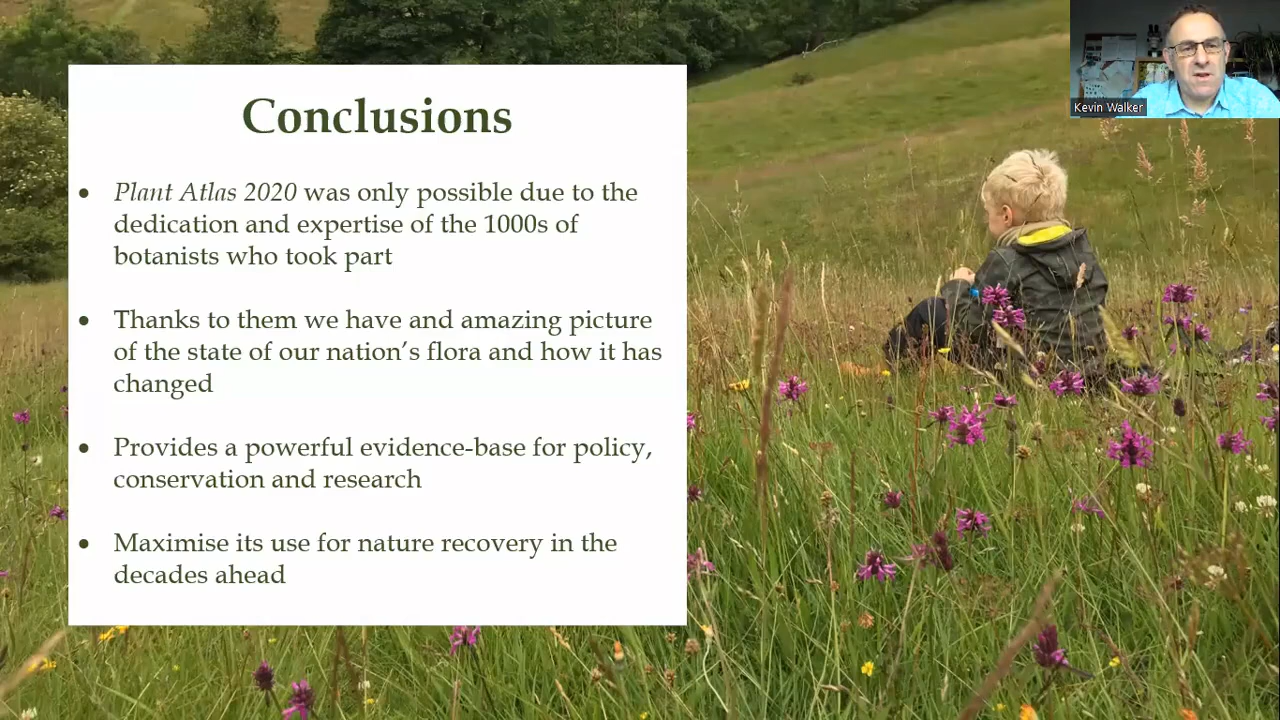 Conclusions
• Plant Atlas 2020 was only possible due to the
dedication and expertise of the 1000s of
botanists who took part
• Thanks to them we have and amazing picture
of the state of our nation’s flora and how it has
changed
• Provides a powerful evidence-base for policy,
conservation and research
• Maximise its use for nature recovery in the
decades ahead
Kevin Walker